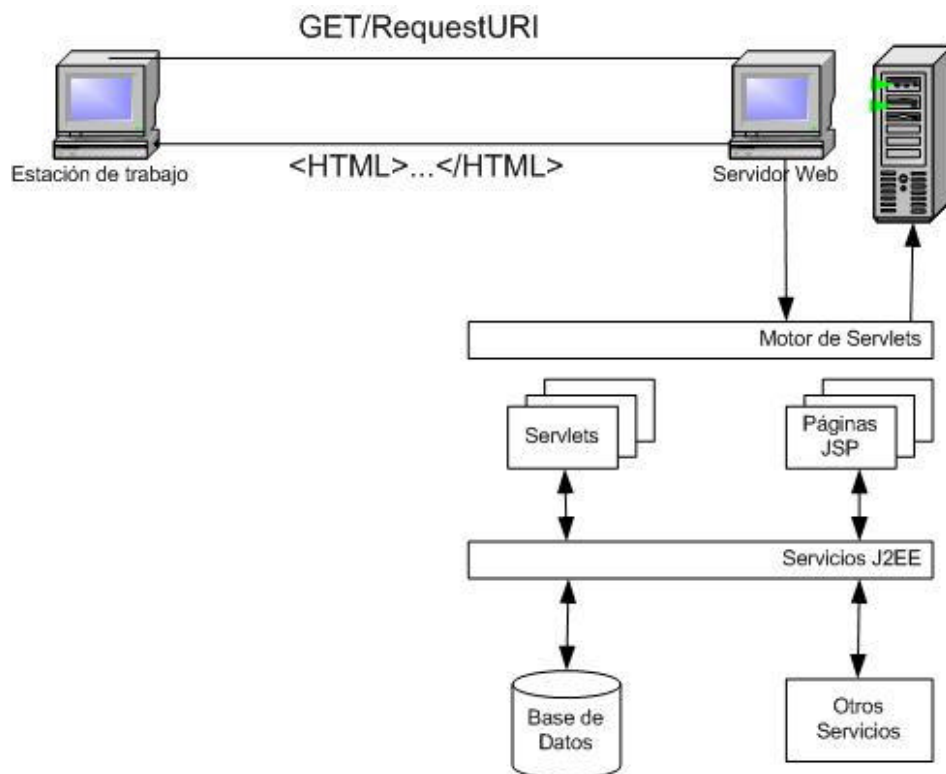 GET/RequestURI
<HTML>...</HTML>
Estación de trabajo
Servidor Web
Motor de Servlets
Servlets
Páginas
JSP
Servicios J2EE
Base de
Datos
Otros
Servicios